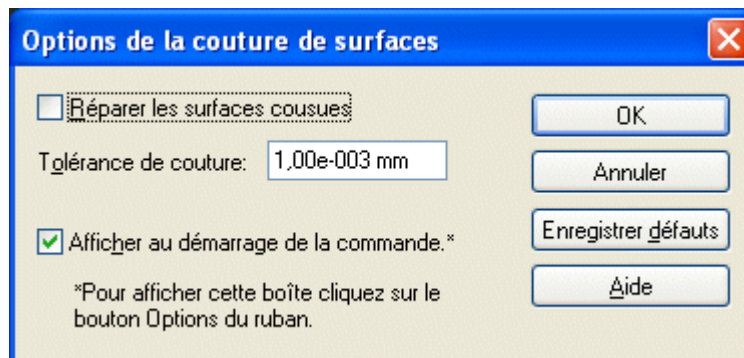 Options de la couture de surfaces
Réparer les surfaces cousues
OK
Tolérance de couture: 1,00e-003 mm
Annuler
Afficher au démarrage de la commande.*
Enregistrer défauts
*Pour afficher cette boîte cliquez sur le
bouton Options du ruban.
Aide